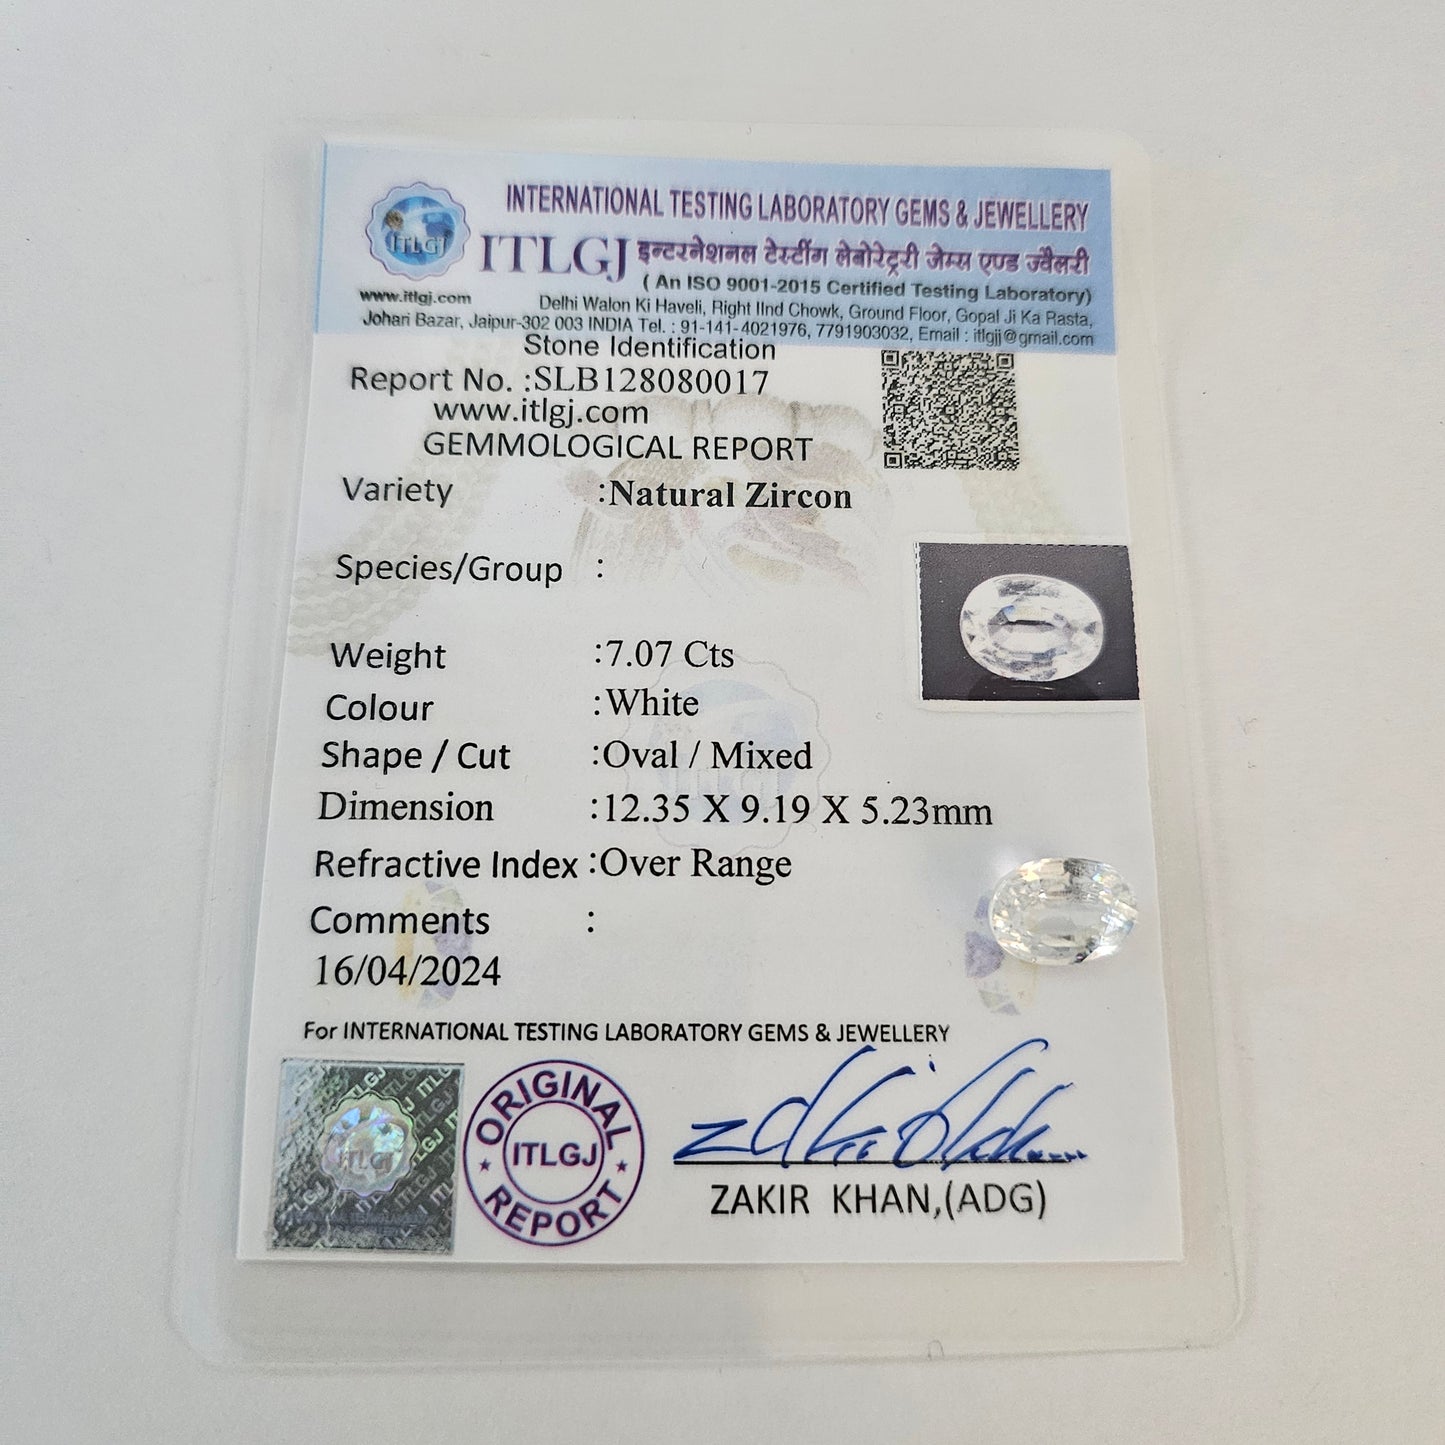 INTERNATIONAL TESTING LABORATORY GEMS & JEWELLERY
ITLGJ
ITLGJ इन्टरनेशनल टेस्टींग लेबोरेट्री जेम्स एण्ड ज्वैलरी
( An ISO 9001-2015 Certified Testing Laboratory)
www.itlgj.com Delhi Walon Ki Haveli, Right IInd Chowk, Ground Floor, Gopal Ji Ka Rasta,
Johari Bazar, Jaipur-302 003 INDIA Tel. : 91-141-4021976, 7791903032, Email : itlgjj@gmail.com
Stone Identification
Report No. :SLB128080017
www.itlgj.com
GEMMOLOGICAL REPORT
Variety :Natural Zircon
Species/Group :
Weight :7.07 Cts
Colour :White
Shape / Cut :Oval / Mixed
Dimension :12.35 X 9.19 X 5.23mm
Refractive Index :Over Range
Comments :
16/04/2024
For INTERNATIONAL TESTING LABORATORY GEMS & JEWELLERY
ITLGJ
ORIGINAL
ITLGJ
REPORT
ZAKIR KHAN,(ADG)